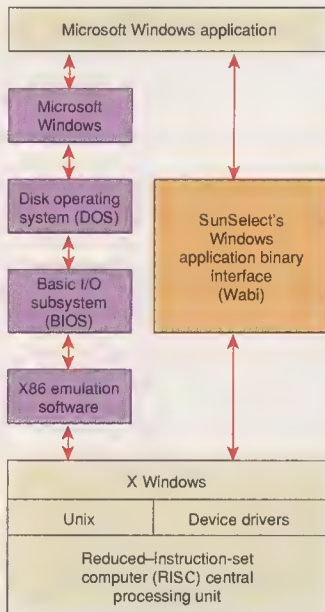 Microsoft Windows application
Microsoft
Windows
Disk operating
system (DOS)
Basic I/O
subsystem
(BIOS)
X86 emulation
software
SunSelect's
Windows
application binary
interface
(Wabi)
X Windows
Unix
Device drivers
Reduced–instruction-set
computer (RISC) central
processing unit